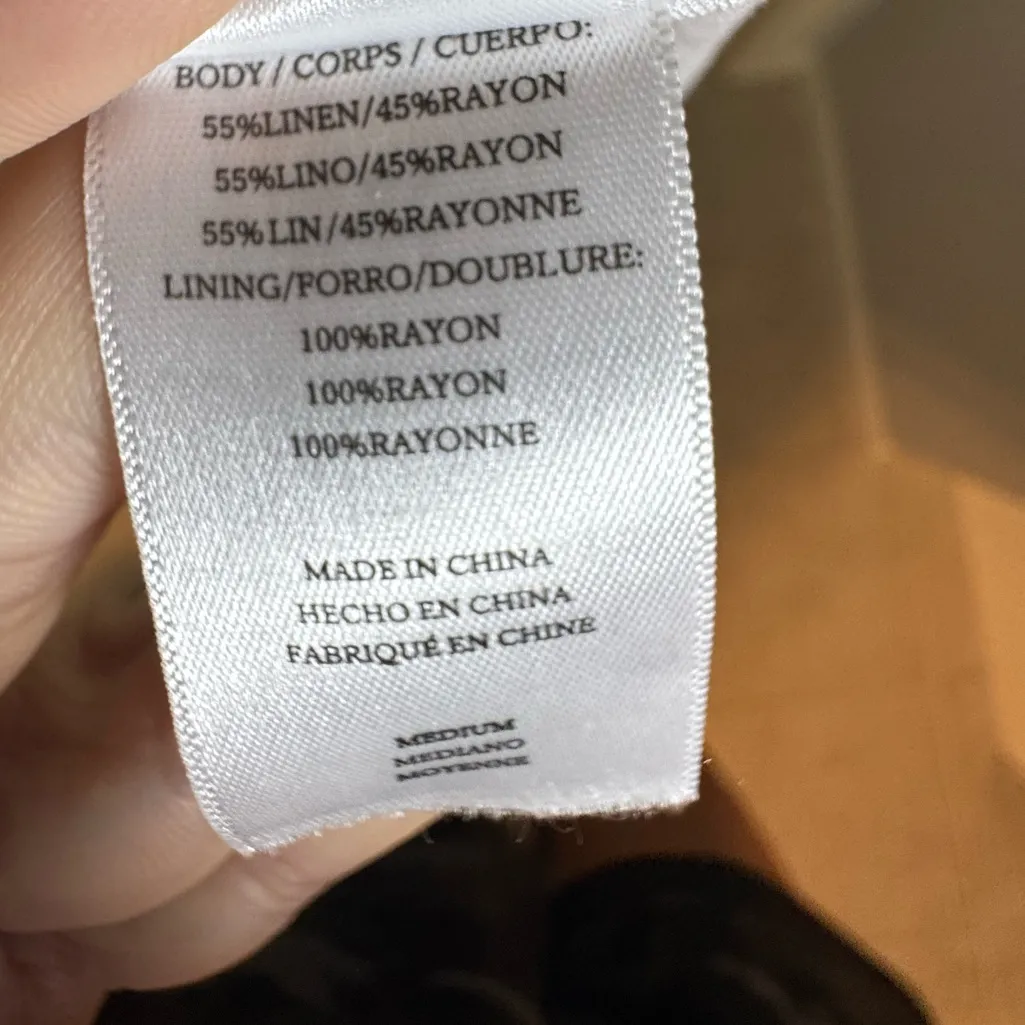 BODY / CORPS / CUERPO:
55%LINEN/45%RAYON
55%LINO/45%RAYON
55%LIN/45%RAYONNE
LINING/FORRO/DOUBLURE:
100%RAYON
100%RAYON
100%RAYONNE
MADE IN CHINA
HECHO EN CHINA
FABRIQUÉ EN CHINE
MEDIUM
MEDIANO
MOYENNE